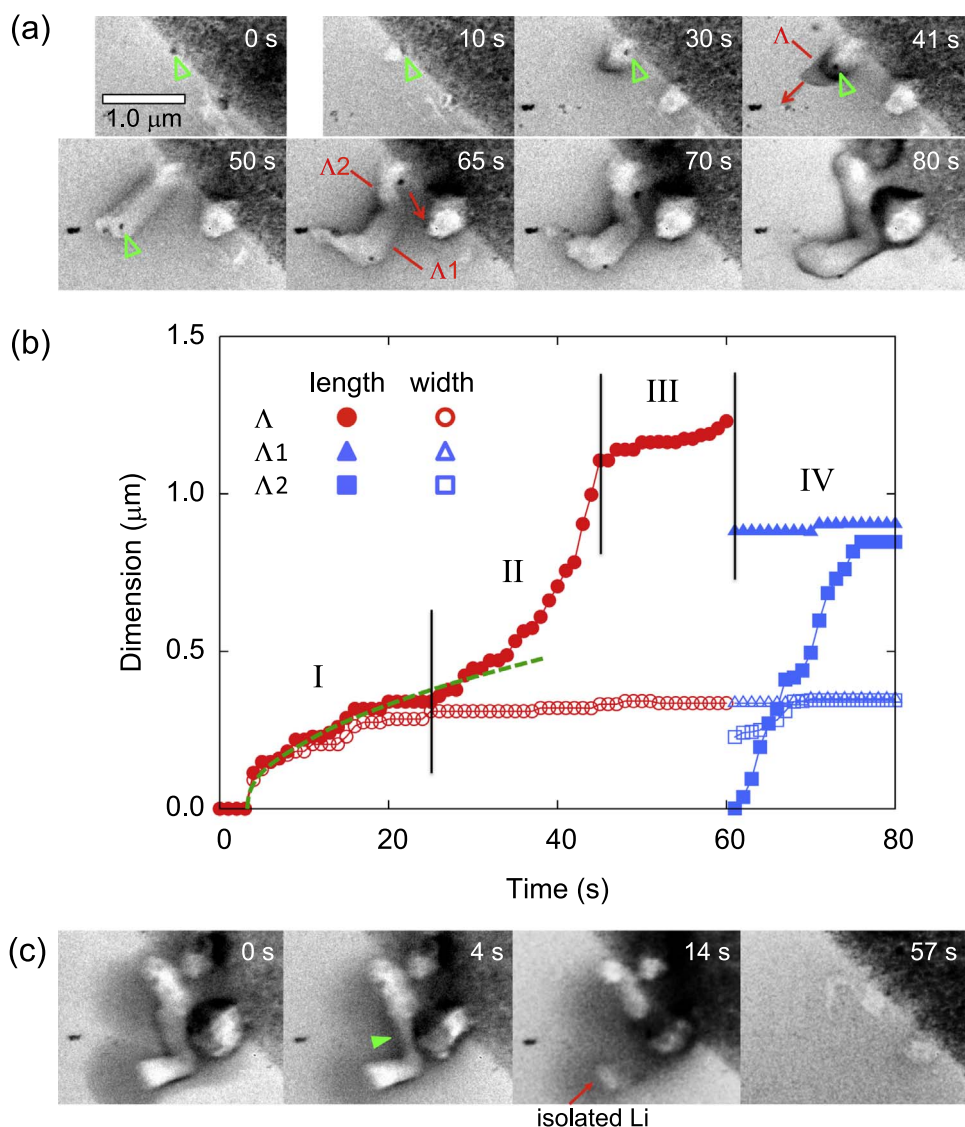 (a)
0 s
10 s
30 s
41 s
Λ
1.0 μm
50 s
65 s
70 s
80 s
Λ2
Λ1
(b)
length width
Λ
Λ1
Λ2
I
II
III
IV
1.5
1.0
0.5
0.0
Dimension (μm)
0 20 40 60 80
Time (s)
(c)
0 s
4 s
14 s
57 s
isolated Li